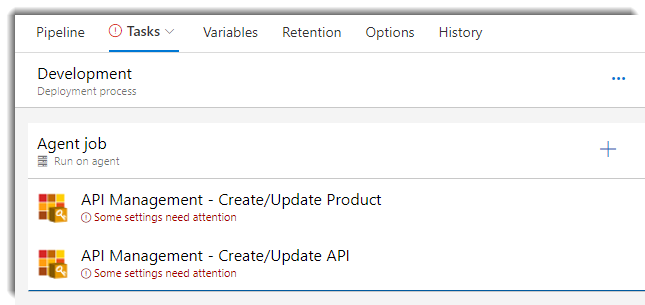 Pipeline Tasks Variables Retention Options History
Development
Deployment process
Agent job
Run on agent
API Management - Create/Update Product
Some settings need attention
API Management - Create/Update API
Some settings need attention